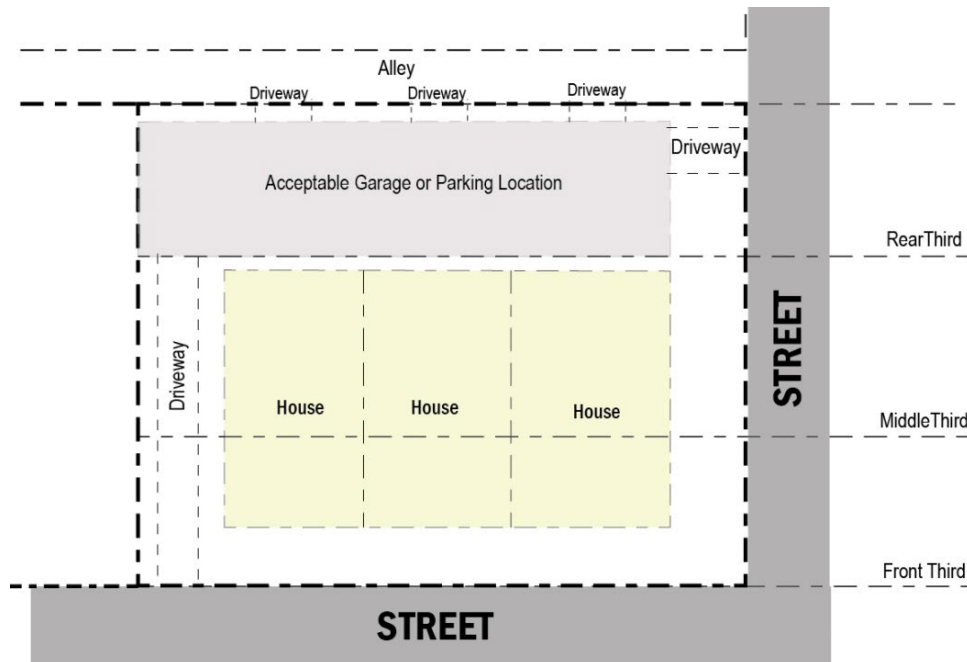 Alley
Driveway
Driveway
Driveway
Driveway
Acceptable Garage or Parking Location
RearThird
STREET
Driveway
House
House
House
MiddleThird
Front Third
STREET